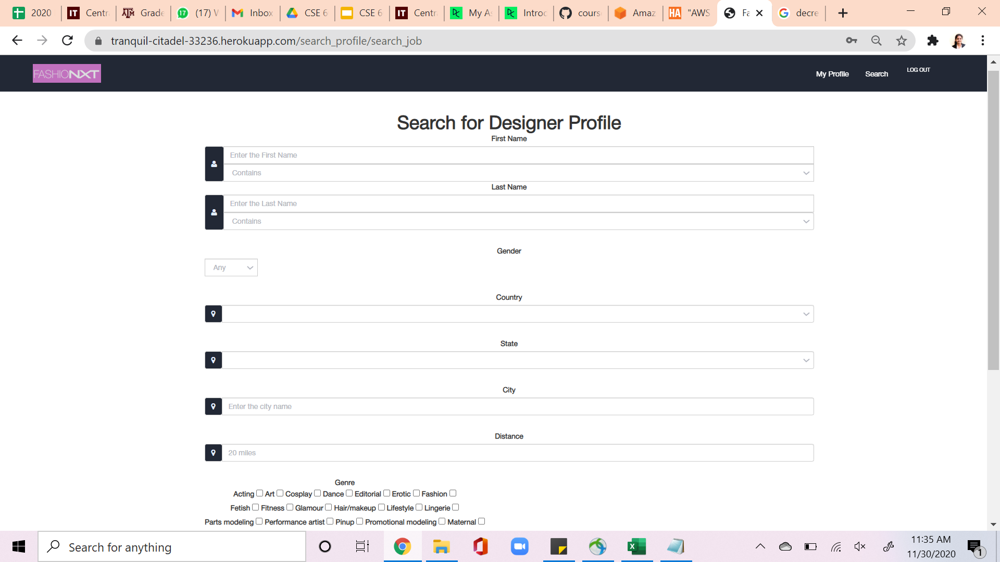 2020
Centr
Grade
(17) W
Inbox
CSE 6
CSE 6
Centr
My As
Introc
cours
Amaz
"AWS
Fa
decre
tranquil-citadel-33236.herokuapp.com/search_profile/search_job
FASHIONXT
My Profile
Search
LOG OUT
Search for Designer Profile
First Name
Enter the First Name
Contains
Last Name
Enter the Last Name
Contains
Gender
Any
Country
State
City
Enter the city name
Distance
20 miles
Genre
Acting Art Cosplay Dance Editorial Erotic Fashion
Fetish Fitness Glamour Hair/makeup Lifestyle Lingerie
Parts modeling Performance artist Pinup Promotional modeling Maternal
Search for anything
11:35 AM
11/30/2020
1